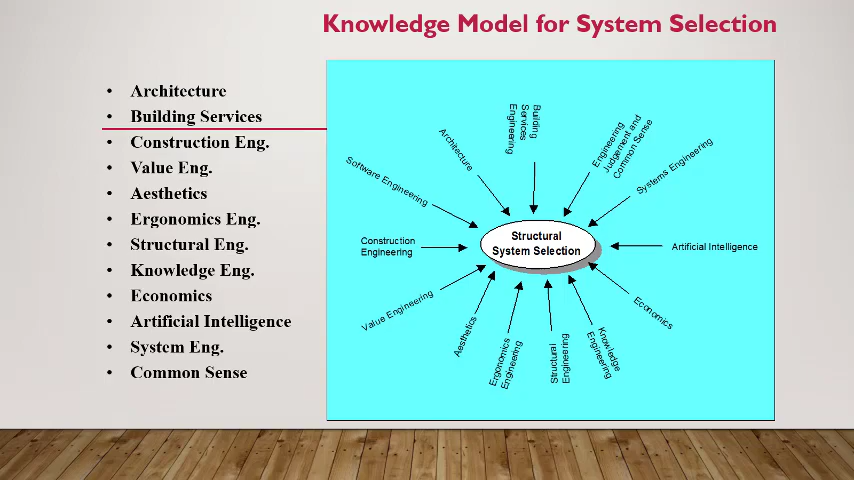 Knowledge Model for System Selection
• Architecture
• Building Services
• Construction Eng.
• Value Eng.
• Aesthetics
• Ergonomics Eng.
• Structural Eng.
• Knowledge Eng.
• Economics
• Artificial Intelligence
• System Eng.
• Common Sense
Building
Services
Engineering
Engineering
Judgement and
Common Sense
Architecture
Systems Engineering
Software Engineering
Structural
System Selection
Construction
Engineering
Artificial Intelligence
Value Engineering
Economics
Aesthetics
Ergonomics
Engineering
Structural
Engineering
Knowledge
Engineering